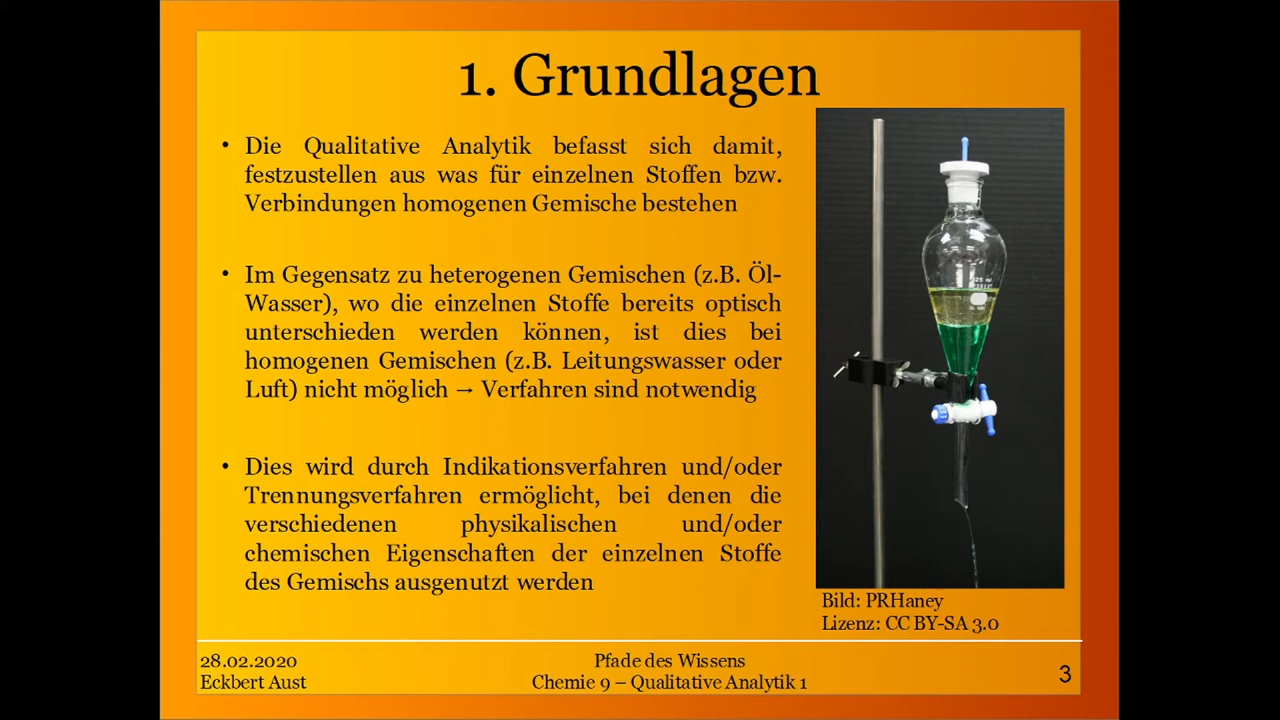 1. Grundlagen
• Die Qualitative Analytik befasst sich damit,
festzustellen aus was für einzelnen Stoffen bzw.
Verbindungen homogenen Gemische bestehen
• Im Gegensatz zu heterogenen Gemischen (z.B. Öl-
Wasser), wo die einzelnen Stoffe bereits optisch
unterschieden werden können, ist dies bei
homogenen Gemischen (z.B. Leitungswasser oder
Luft) nicht möglich → Verfahren sind notwendig
• Dies wird durch Indikationsverfahren und/oder
Trennungsverfahren ermöglicht, bei denen die
verschiedenen physikalischen und/oder
chemischen Eigenschaften der einzelnen Stoffe
des Gemischs ausgenutzt werden
Bild: PRHaney
Lizenz: CC BY-SA 3.0
28.02.2020
Eckbert Aust
Pfade des Wissens
Chemie 9 – Qualitative Analytik 1
3